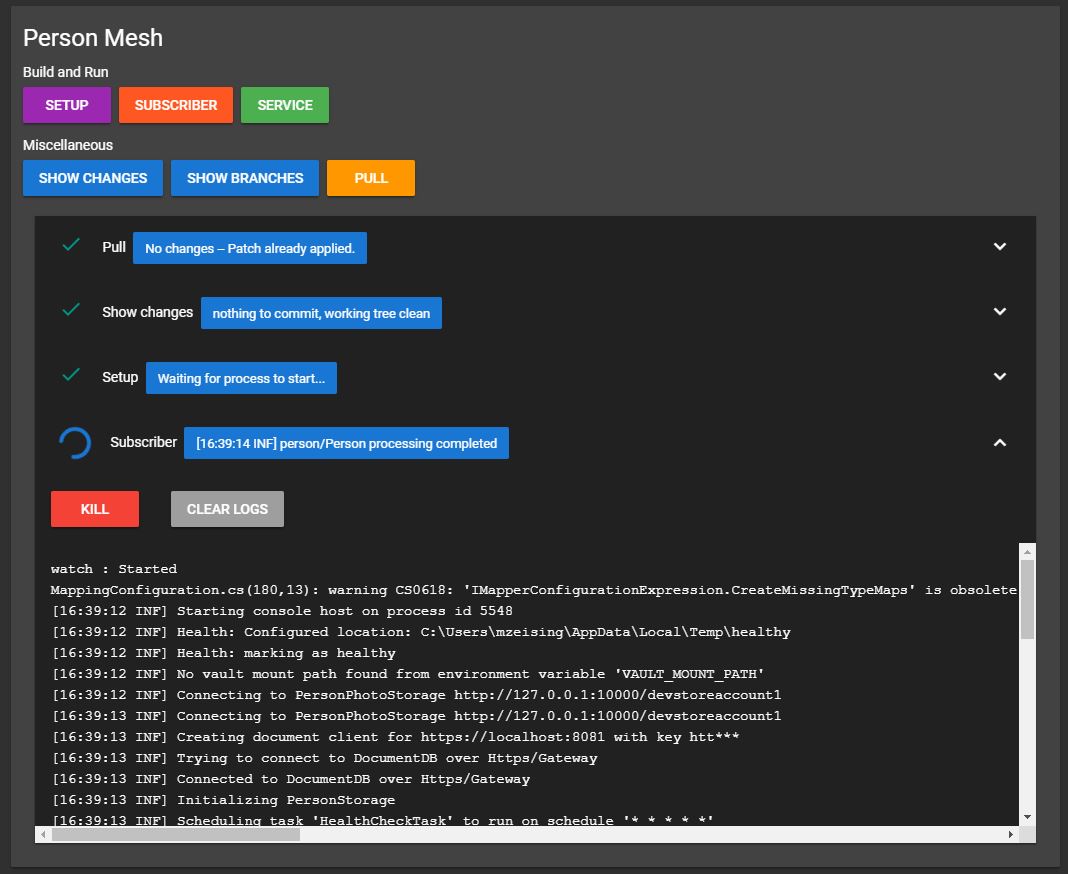 Person Mesh
Build and Run
SETUP SUBSCRIBER SERVICE
Miscellaneous
SHOW CHANGES SHOW BRANCHES PULL
Pull No changes – Patch already applied.
Show changes nothing to commit, working tree clean
Setup Waiting for process to start...
Subscriber [16:39:14 INF] person/Person processing completed
KILL CLEAR LOGS
watch : Started
MappingConfiguration.cs(180,13): warning CS0618: 'IMapperConfigurationExpression.CreateMissingTypeMaps' is obsolete
[16:39:12 INF] Starting console host on process id 5548
[16:39:12 INF] Health: Configured location: C:\Users\mzeising\AppData\Local\Temp\healthy
[16:39:12 INF] Health: marking as healthy
[16:39:12 INF] No vault mount path found from environment variable 'VAULT_MOUNT_PATH'
[16:39:12 INF] Connecting to PersonPhotoStorage http://127.0.0.1:10000/devstoreaccount1
[16:39:13 INF] Connecting to PersonPhotoStorage http://127.0.0.1:10000/devstoreaccount1
[16:39:13 INF] Creating document client for https://localhost:8081 with key htt***
[16:39:13 INF] Trying to connect to DocumentDB over Https/Gateway
[16:39:13 INF] Connected to DocumentDB over Https/Gateway
[16:39:13 INF] Initializing PersonStorage
[16:39:13 INF] Scheduling task 'HealthCheckTask' to run on schedule '* * * * *'